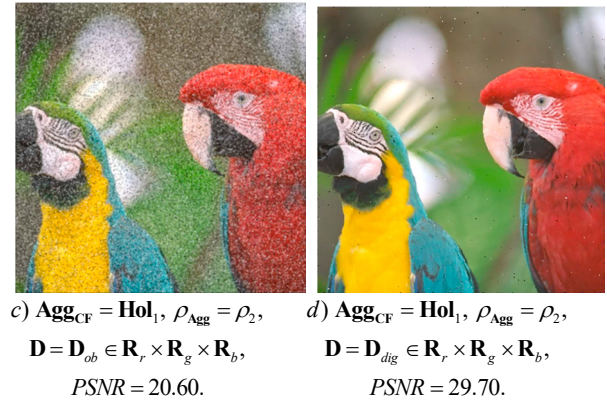 c) Agg_CF = Hol_1, ρ_Agg = ρ_2,
D = D_ob ∈ R_r × R_g × R_b,
PSNR = 20.60.
d) Agg_CF = Hol_1, ρ_Agg = ρ_2,
D = D_dig ∈ R_r × R_g × R_b,
PSNR = 29.70.